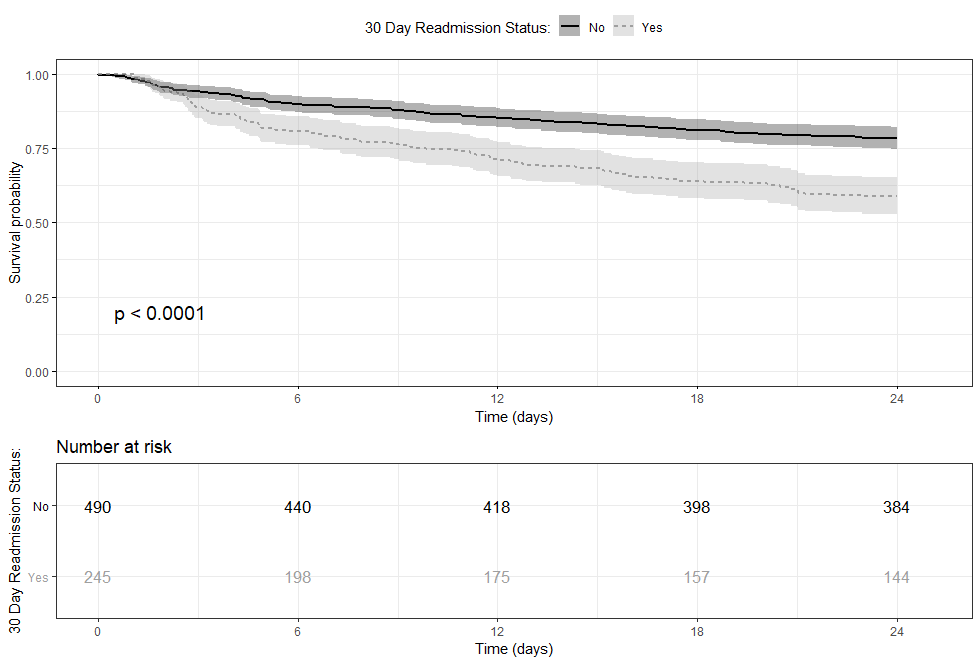 30 Day Readmission Status: No Yes
Survival probability
1.00
0.75
0.50
0.25
0.00
p < 0.0001
0 6 12 18 24
Time (days)
Number at risk
30 Day Readmission Status:
No 490 440 418 398 384
Yes 245 198 175 157 144
0 6 12 18 24
Time (days)